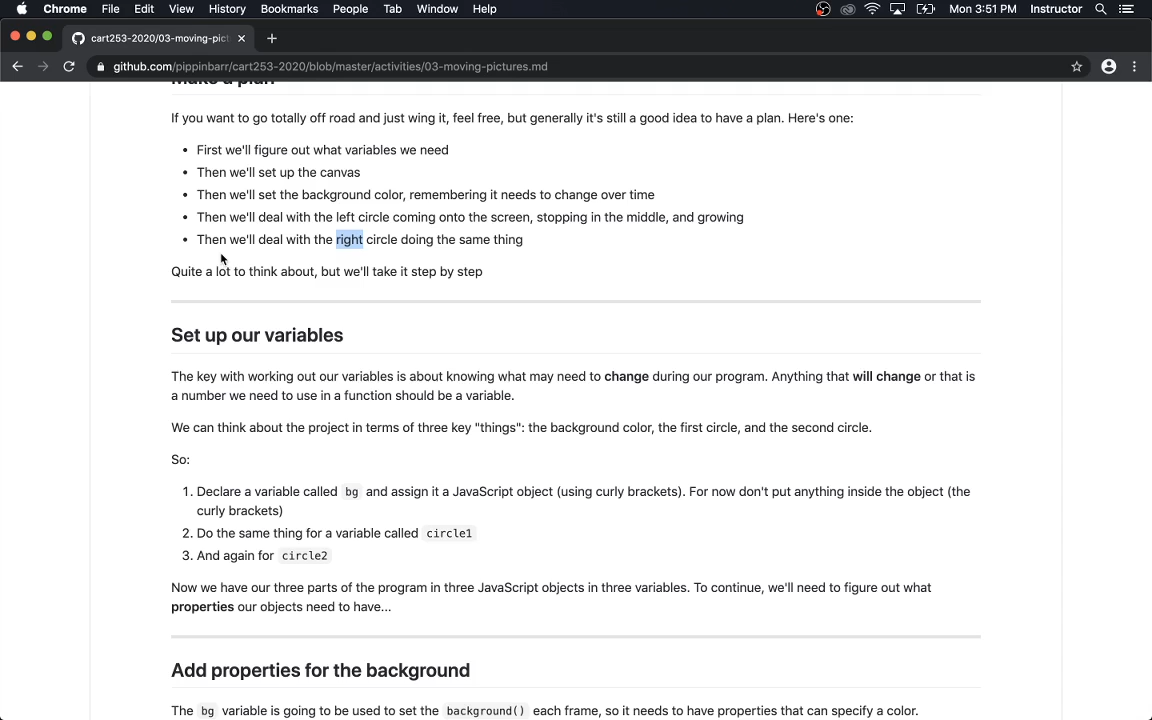 Chrome File Edit View History Bookmarks People Tab Window Help Mon 3:51 PM Instructor
cart253-2020/03-moving-pict
github.com/pippinbarr/cart253-2020/blob/master/activities/03-moving-pictures.md
Make a plan
If you want to go totally off road and just wing it, feel free, but generally it's still a good idea to have a plan. Here's one:
• First we'll figure out what variables we need
• Then we'll set up the canvas
• Then we'll set the background color, remembering it needs to change over time
• Then we'll deal with the left circle coming onto the screen, stopping in the middle, and growing
• Then we'll deal with the right circle doing the same thing
Quite a lot to think about, but we'll take it step by step
Set up our variables
The key with working out our variables is about knowing what may need to change during our program. Anything that will change or that is
a number we need to use in a function should be a variable.
We can think about the project in terms of three key "things": the background color, the first circle, and the second circle.
So:
1. Declare a variable called bg and assign it a JavaScript object (using curly brackets). For now don't put anything inside the object (the
curly brackets)
2. Do the same thing for a variable called circle1
3. And again for circle2
Now we have our three parts of the program in three JavaScript objects in three variables. To continue, we'll need to figure out what
properties our objects need to have...
Add properties for the background
The bg variable is going to be used to set the background() each frame, so it needs to have properties that can specify a color.